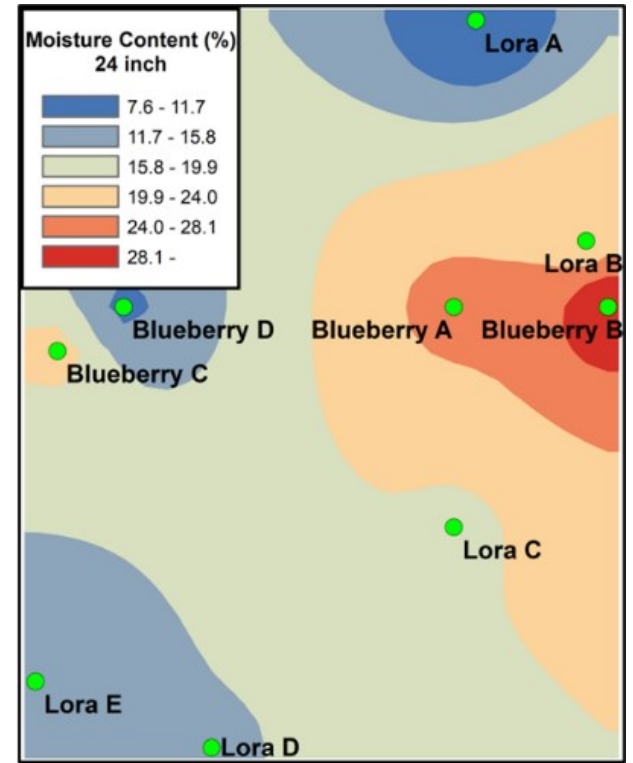 Moisture Content (%)
24 inch
7.6 - 11.7
11.7 - 15.8
15.8 - 19.9
19.9 - 24.0
24.0 - 28.1
28.1 -
Lora A
Lora B
Blueberry D
Blueberry A
Blueberry B
Blueberry C
Lora C
Lora E
Lora D